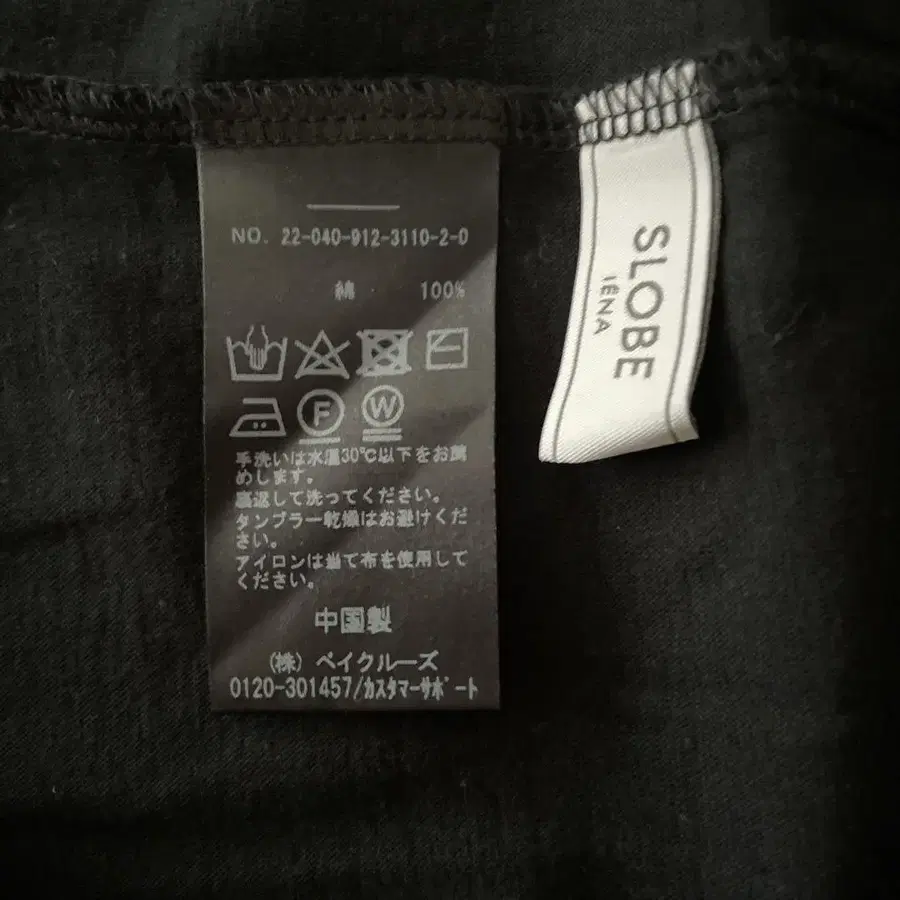 NO. 22-040-912-3110-2-0
綿 100%
F W
手洗いは水温30℃以下をお薦
めします。
裏返して洗ってください。
タンブラー乾燥はお避けくだ
さい。
アイロンは当て布を使用して
ください。
中国製
(株) ベイクルーズ
0120-301457/カスタマーサポート
SLOBE
IÉNA